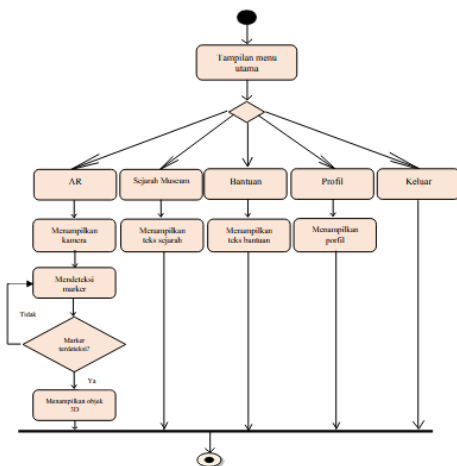 Tampilan menu
utama
AR
Sejarah Museum
Bantuan
Profil
Keluar
Menampilkan
kamera
Menampilkan
teks sejarah
Menampilkan
teks bantuan
Menampilkan
porfil
Mendeteksi
marker
Tidak
Marker
terdeteksi?
Ya
Menampilkan objek
3D